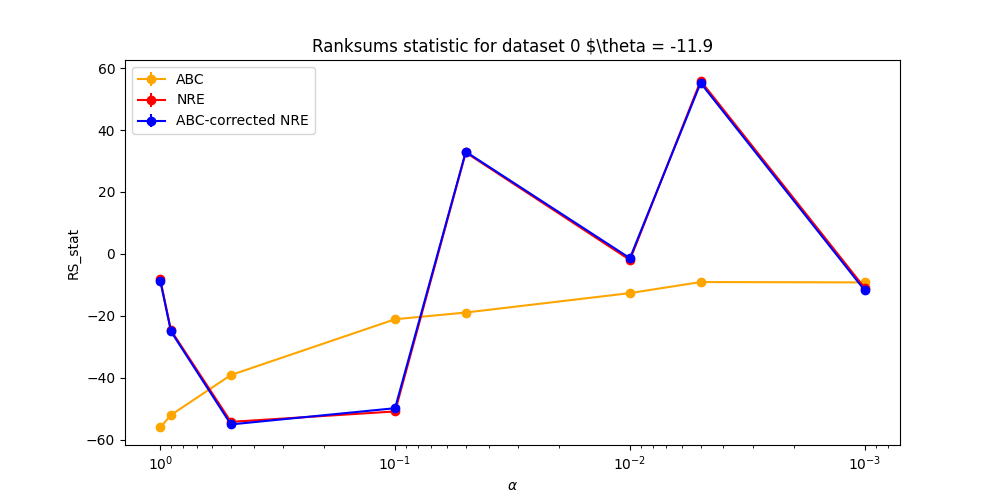 Ranksums statistic for dataset 0 $\theta = -11.9
ABC
NRE
ABC-corrected NRE
RS_stat
60
40
20
0
−20
−40
−60
10⁰
10⁻¹
10⁻²
10⁻³
α